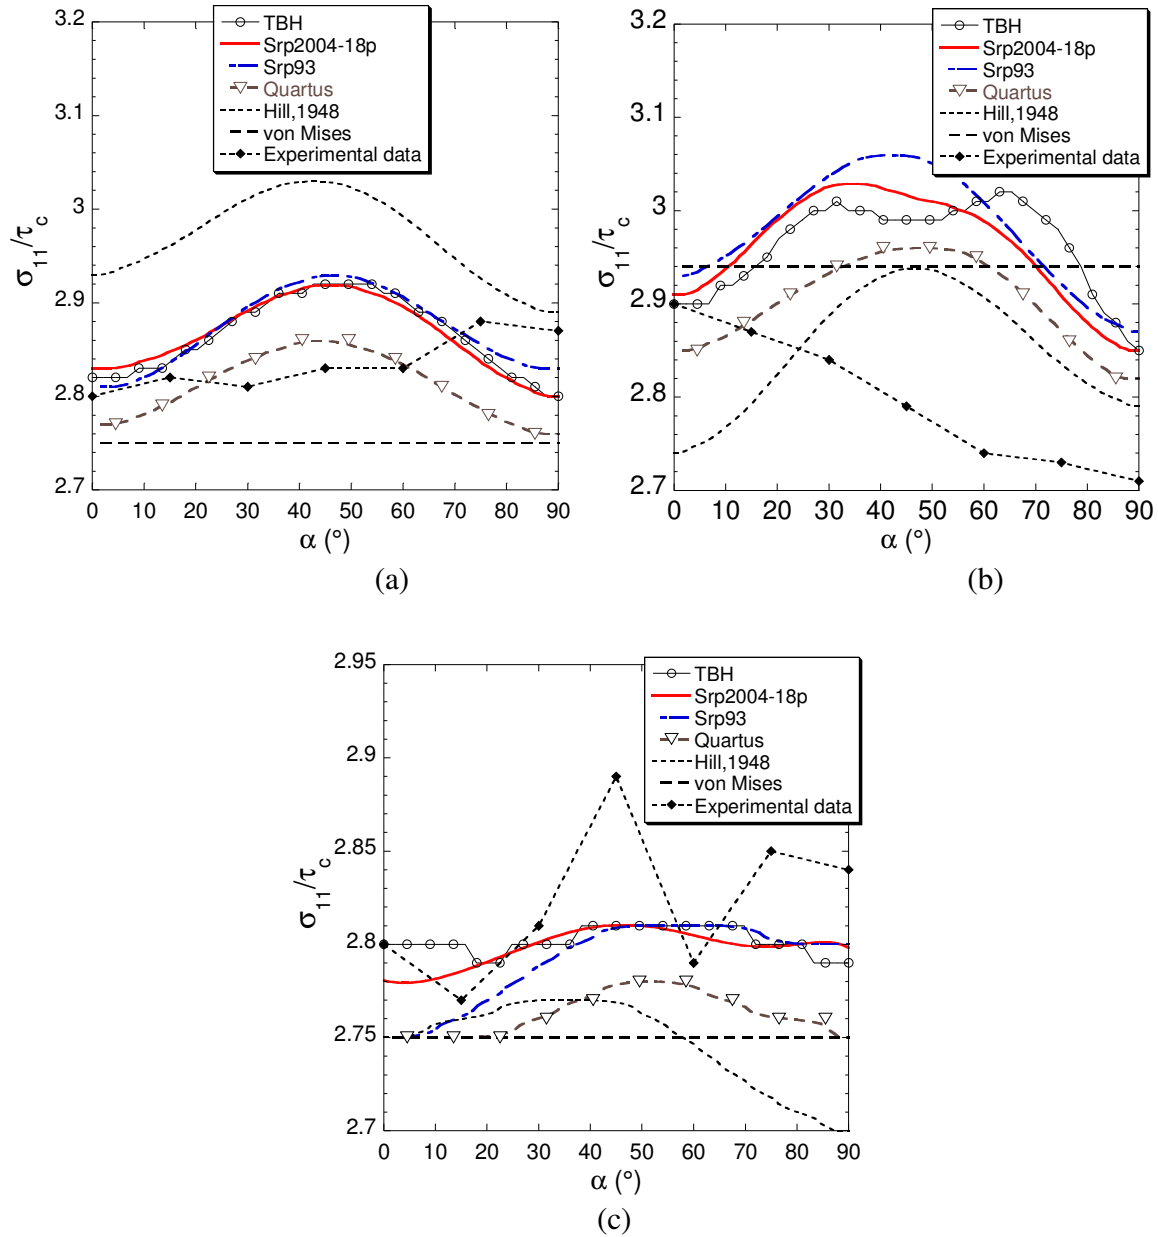 3.2
3.1
3
2.9
2.8
2.7
σ11/τc
0 10 20 30 40 50 60 70 80 90
α (°)
TBH
Srp2004-18p
Srp93
Quartus
Hill,1948
von Mises
Experimental data
(a)
3.2
3.1
3
2.9
2.8
2.7
σ11/τc
0 10 20 30 40 50 60 70 80 90
α (°)
TBH
Srp2004-18p
Srp93
Quartus
Hill,1948
von Mises
Experimental data
(b)
2.95
2.9
2.85
2.8
2.75
2.7
σ11/τc
0 10 20 30 40 50 60 70 80 90
α (°)
TBH
Srp2004-18p
Srp93
Quartus
Hill,1948
von Mises
Experimental data
(c)